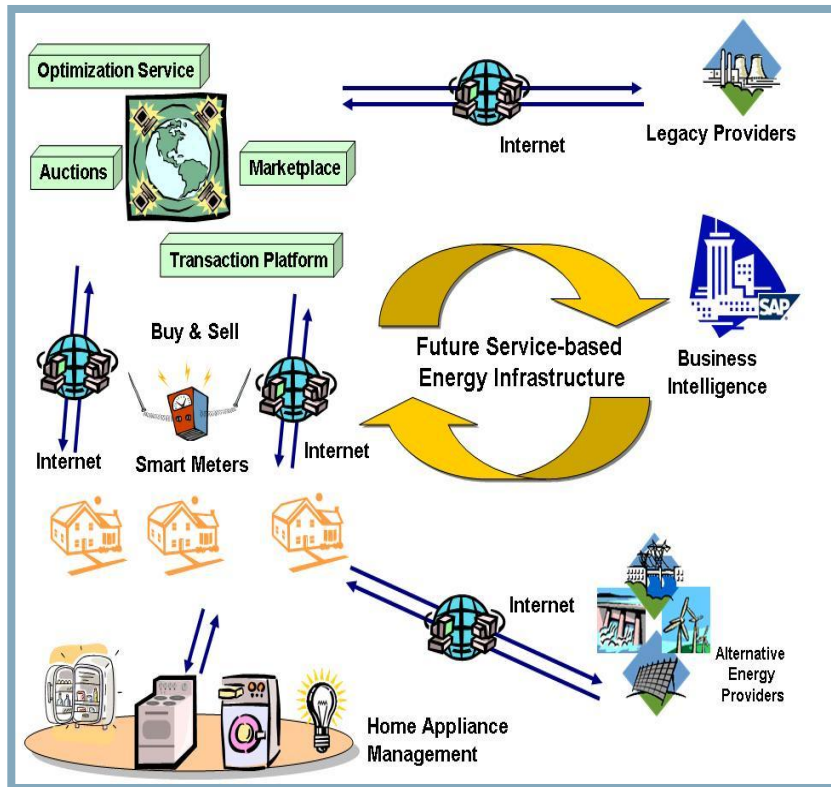 Optimization Service
Auctions
Marketplace
Transaction Platform
Internet
Legacy Providers
Buy & Sell
Future Service-based
Energy Infrastructure
SAP
Business
Intelligence
Internet
Smart Meters
Internet
Internet
Alternative
Energy
Providers
Home Appliance
Management